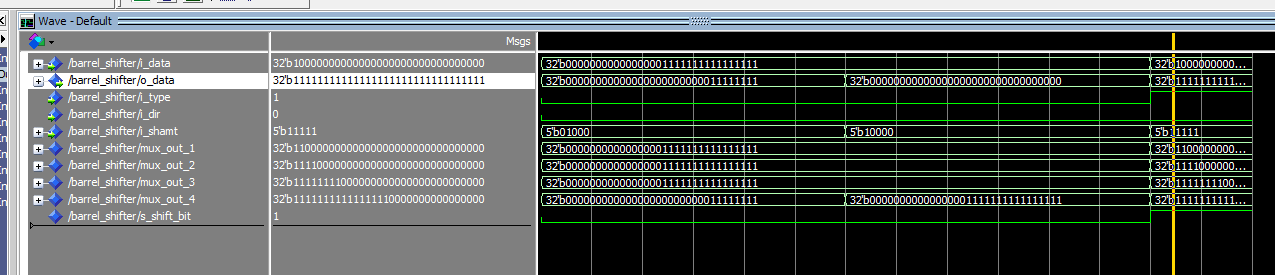 Wave - Default
Msgs
/barrel_shifter/i_data 32'b10000000000000000000000000000000 32'b00000000000000001111111111111111 32'b1000000000...
/barrel_shifter/o_data 32'b11111111111111111111111111111111 32'b00000000000000000000000011111111 32'b00000000000000000000000000000000 32'b1111111111...
/barrel_shifter/i_type 1
/barrel_shifter/i_dir 0
/barrel_shifter/i_shamt 5'b11111 5'b01000 5'b10000 5'b11111
/barrel_shifter/mux_out_1 32'b11000000000000000000000000000000 32'b00000000000000001111111111111111 32'b1100000000...
/barrel_shifter/mux_out_2 32'b11110000000000000000000000000000 32'b00000000000000001111111111111111 32'b1111000000...
/barrel_shifter/mux_out_3 32'b11111111000000000000000000000000 32'b00000000000000001111111111111111 32'b1111111100...
/barrel_shifter/mux_out_4 32'b11111111111111110000000000000000 32'b00000000000000000000000011111111 32'b00000000000000001111111111111111 32'b1111111111...
/barrel_shifter/s_shift_bit 1